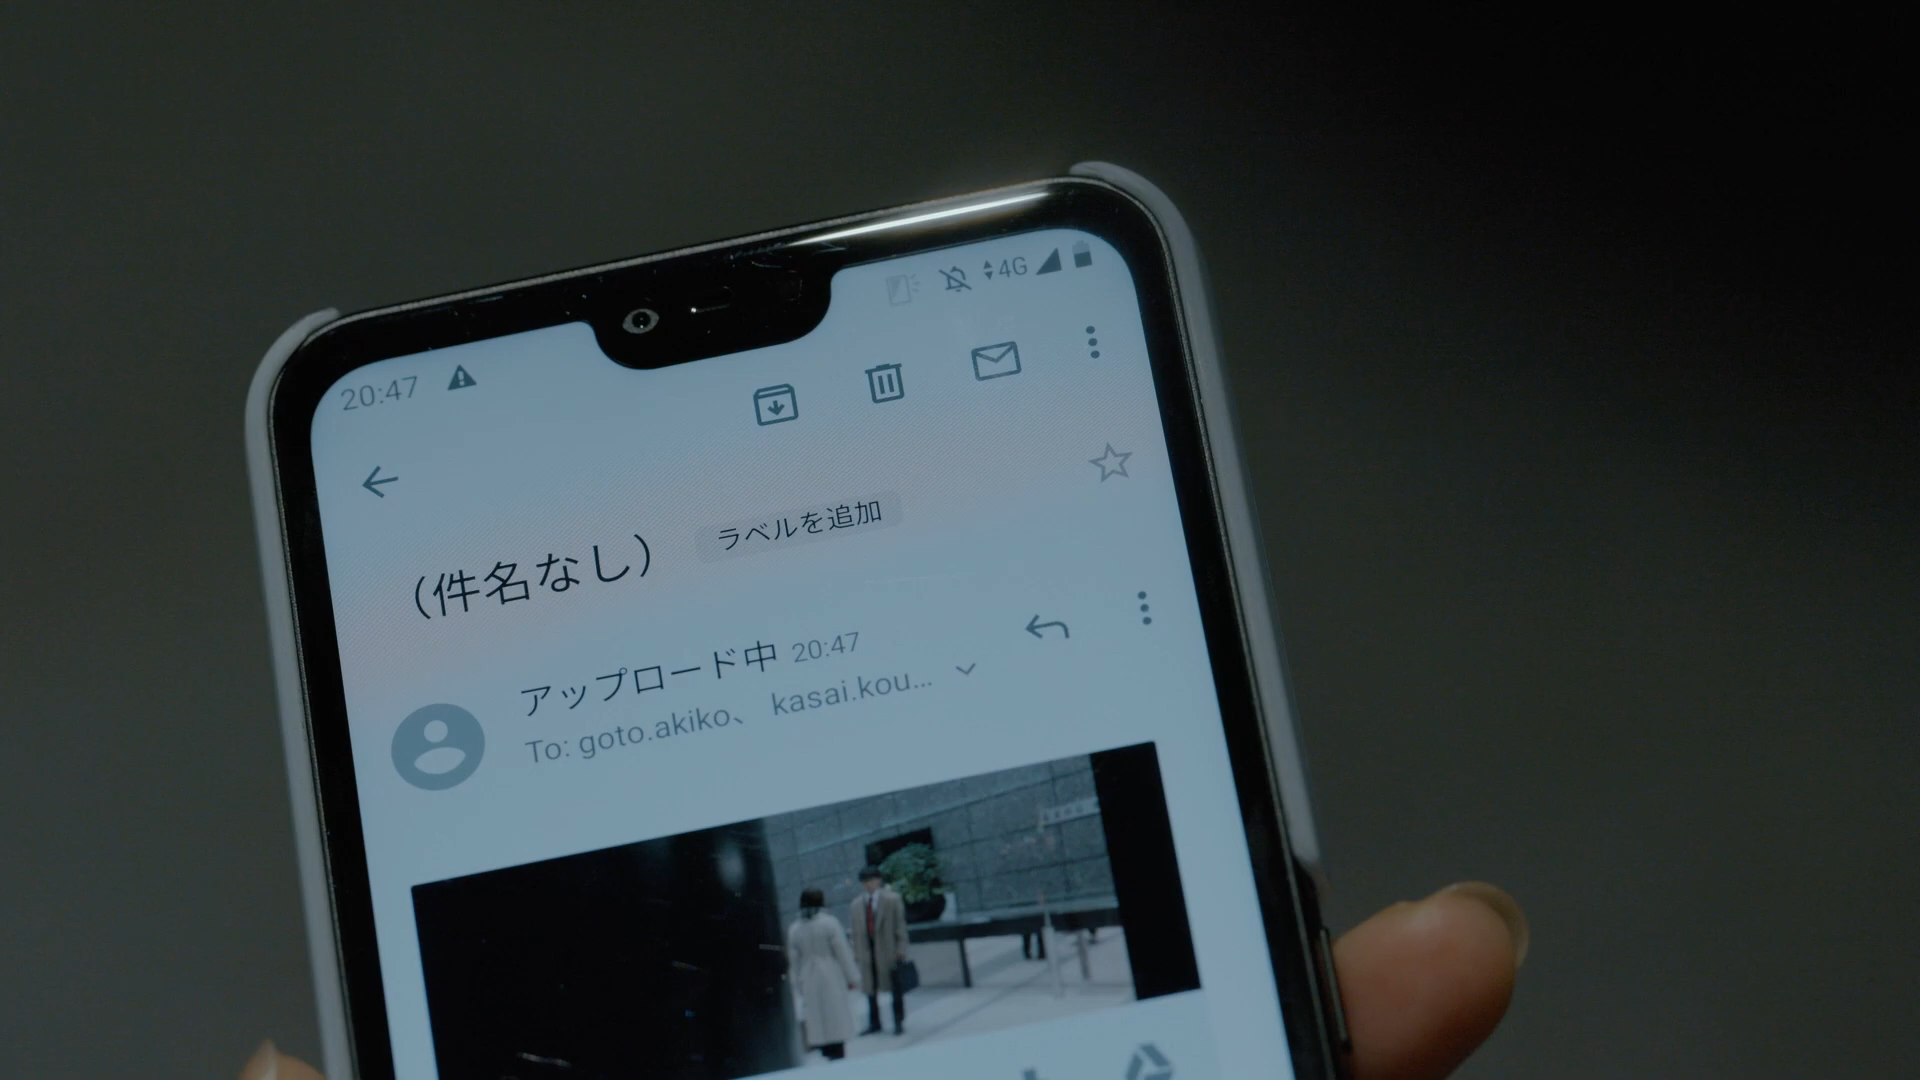 20:47
4G
(件名なし)
ラベルを追加
アップロード中 20:47
To: goto.akiko、 kasai.kou...